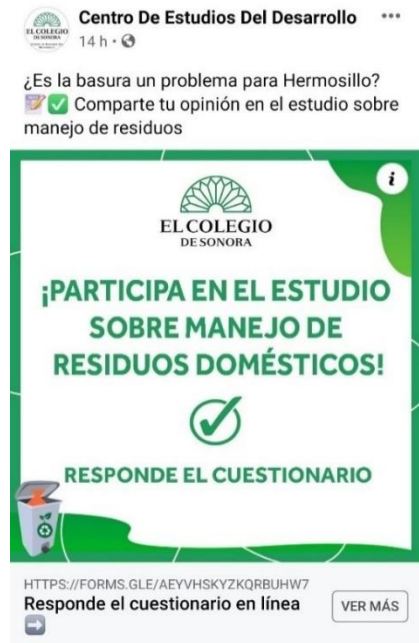 Centro De Estudios Del Desarrollo
14 h
¿Es la basura un problema para Hermosillo?
Comparte tu opinión en el estudio sobre
manejo de residuos
EL COLEGIO
DE SONORA
¡PARTICIPA EN EL ESTUDIO
SOBRE MANEJO DE
RESIDUOS DOMÉSTICOS!
RESPONDE EL CUESTIONARIO
HTTPS://FORMS.GLE/AEYVHSKYZKQRBUHW7
Responde el cuestionario en línea
VER MÁS